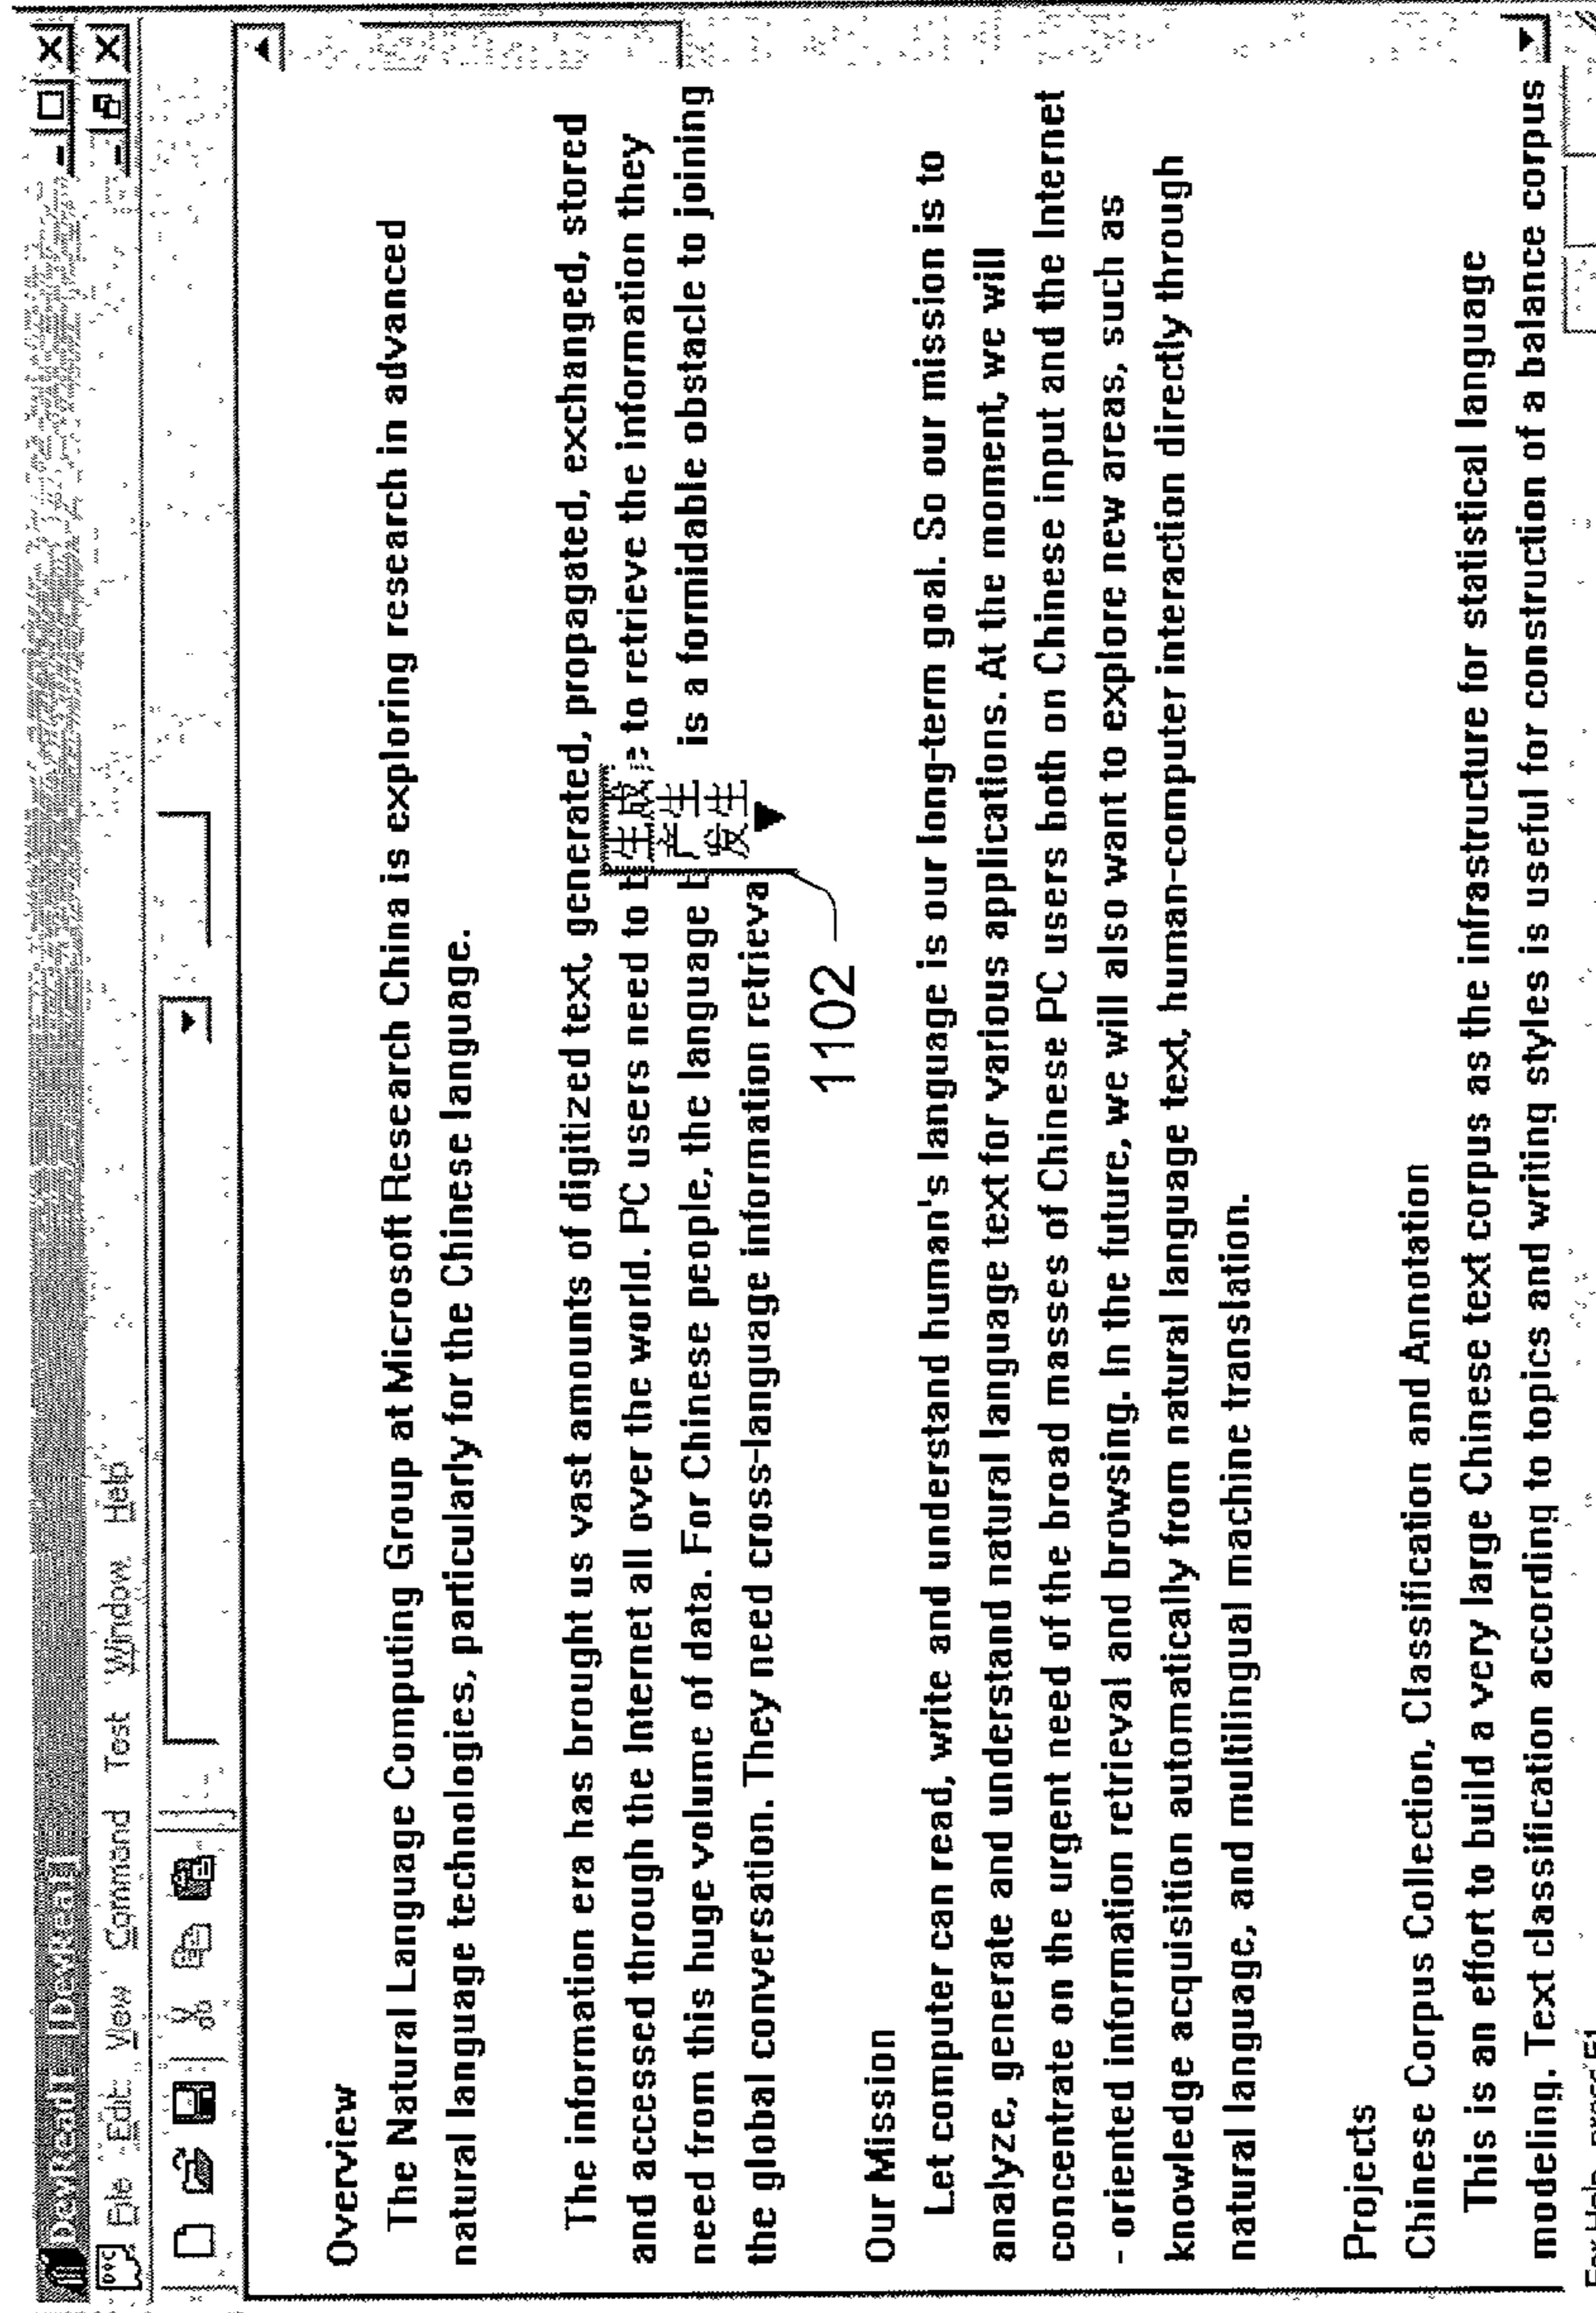 File Edit View Command Test Window Help
Overview
The Natural Language Computing Group at Microsoft Research China is exploring research in advanced
natural language technologies, particularly for the Chinese language.
The information era has brought us vast amounts of digitized text, generated, propagated, exchanged, stored
and accessed through the Internet all over the world. PC users need to to retrieve the information they
need from this huge volume of data. For Chinese people, the language is a formidable obstacle to joining
the global conversation. They need cross-language information retrieva
生成
产生
发生
1102
Our Mission
Let computer can read, write and understand human's language is our long-term goal. So our mission is to
analyze, generate and understand natural language text for various applications. At the moment, we will
concentrate on the urgent need of the broad masses of Chinese PC users both on Chinese input and the Internet
- oriented information retrieval and browsing. In the future, we will also want to explore new areas, such as
knowledge acquisition automatically from natural language text, human-computer interaction directly through
natural language, and multilingual machine translation.
Projects
Chinese Corpus Collection, Classification and Annotation
This is an effort to build a very large Chinese text corpus as the infrastructure for statistical language
modeling. Text classification according to topics and writing styles is useful for construction of a balance corpus